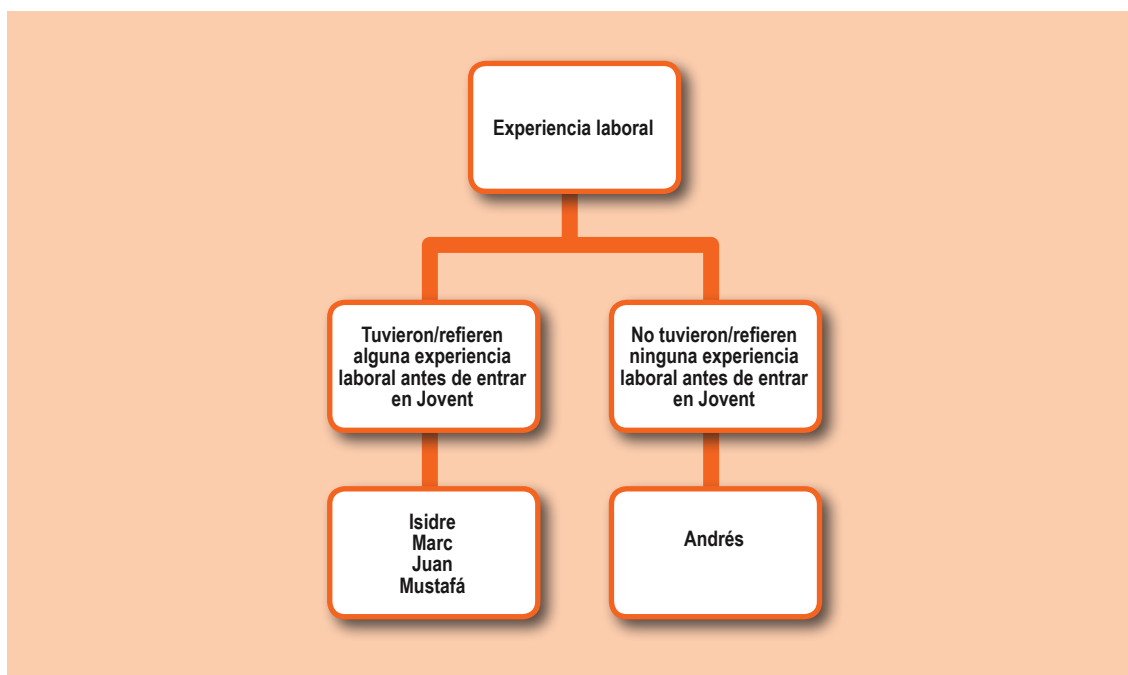 Experiencia laboral
Tuvieron/refieren
alguna experiencia
laboral antes de entrar
en Jovent
No tuvieron/refieren
ninguna experiencia
laboral antes de entrar
en Jovent
Isidre
Marc
Juan
Mustafá
Andrés